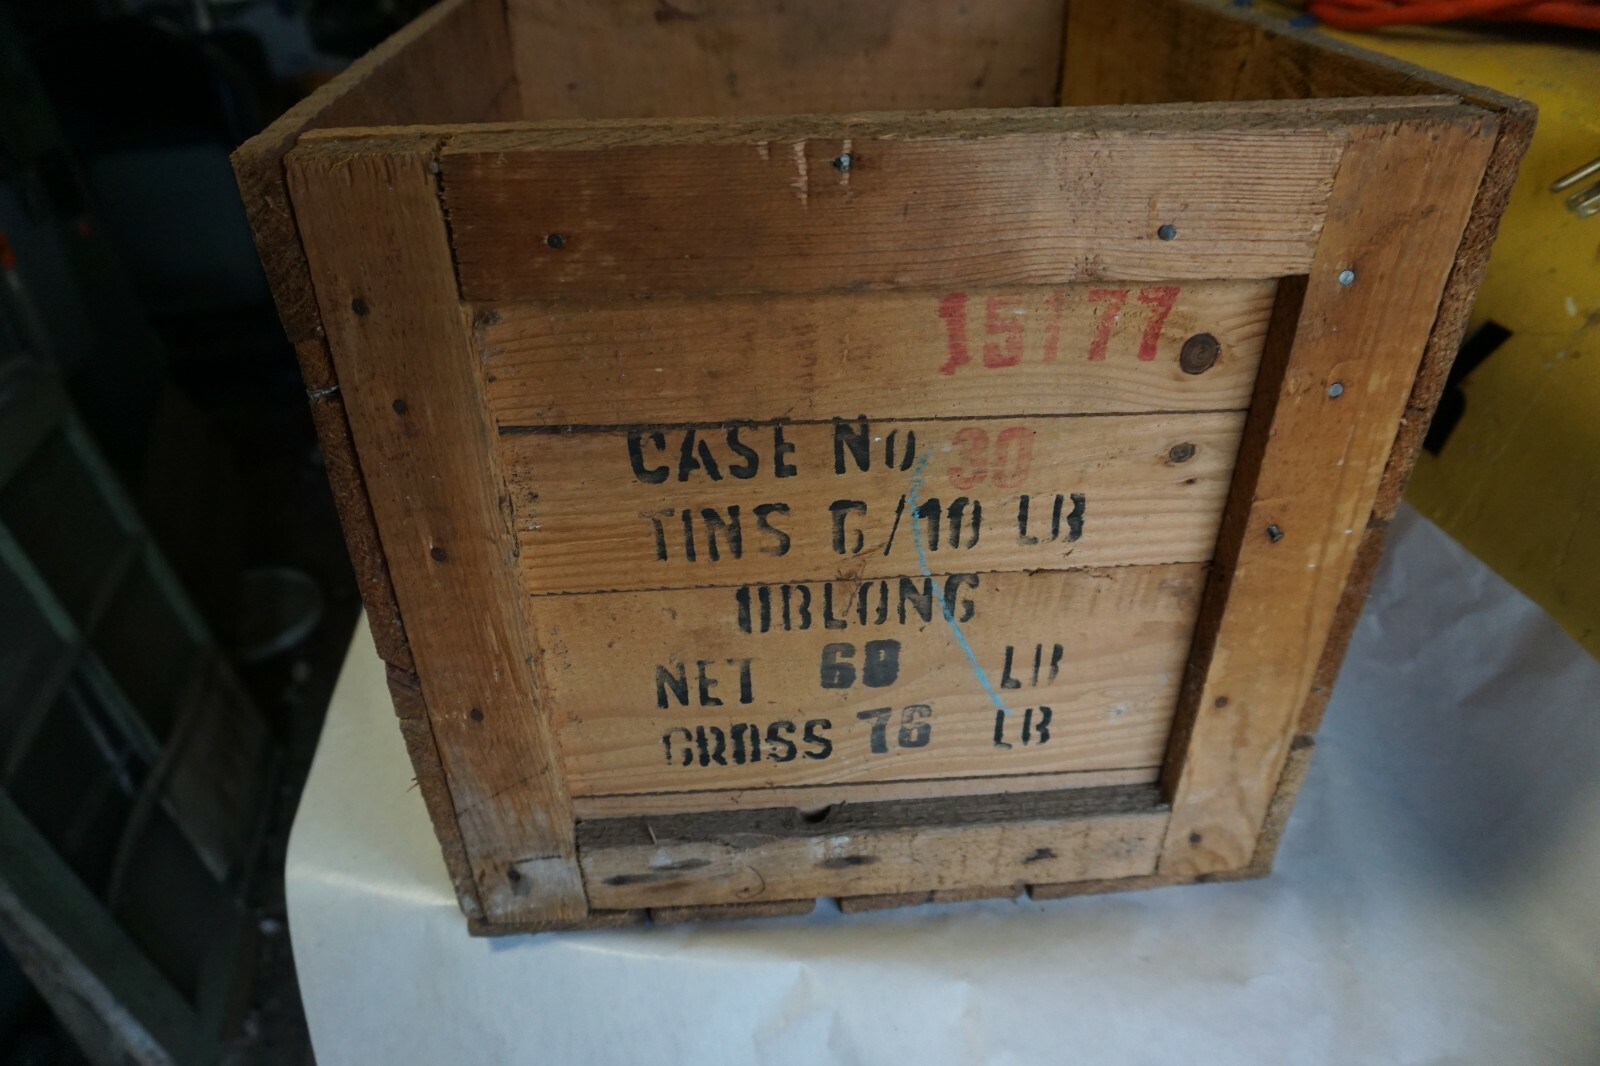 15177
CASE No 30
TINS 6/10 LB
OBLONG
NET 60 LB
GROSS 76 LB